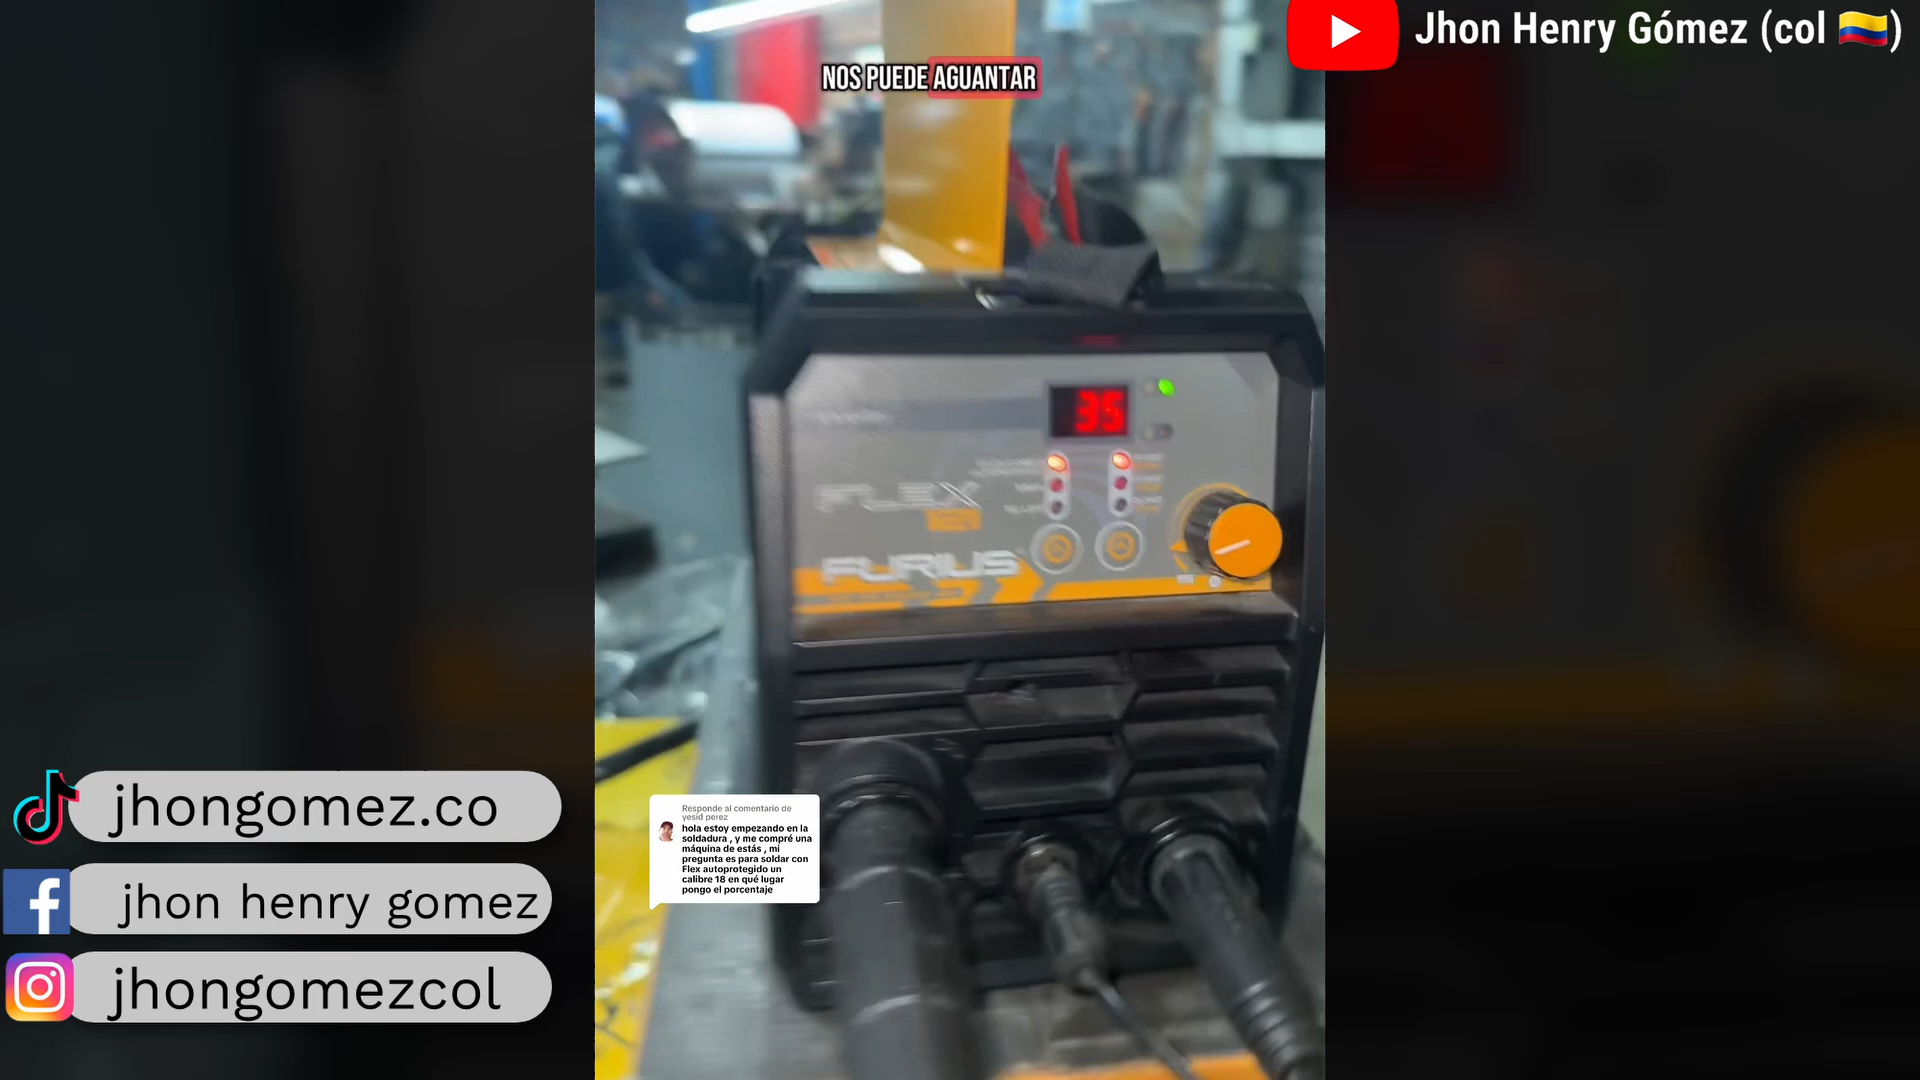 Jhon Henry Gómez (col 🇨🇴)
NOS PUEDE AGUANTAR
35
FLEX
FURIUS
Responde al comentario de
yesid perez
hola estoy empezando en la
soldadura , y me compré una
máquina de estás , mi
pregunta es para soldar con
Flex autoprotegido un
calibre 18 en qué lugar
pongo el porcentaje
jhongomez.co
jhon henry gomez
jhongomezcol